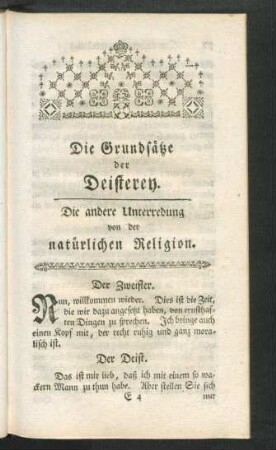 Die Grundsätze
der
Deisterey.
Die andere Unterredung
von der
natürlichen Religion.
Der Zweifler.
Nun, willkommen wieder. Dies ist die Zeit,
die wir dazu angesetzt haben, von ernsthaf-
ten Dingen zu sprechen. Ich bringe auch
einen Kopf mit, der recht ruhig und ganz mora-
lisch ist.
Der Deist.
Das ist mir lieb, daß ich mit einem so wa-
ckern Mann zu thun habe. Aber stellen Sie sich
E 4
nur